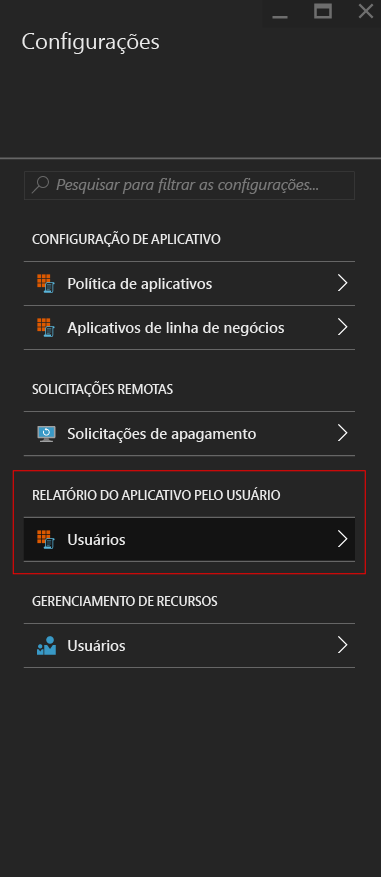 Configurações
Pesquisar para filtrar as configurações...
CONFIGURAÇÃO DE APLICATIVO
Política de aplicativos
Aplicativos de linha de negócios
SOLICITAÇÕES REMOTAS
Solicitações de apagamento
RELATÓRIO DO APLICATIVO PELO USUÁRIO
Usuários
GERENCIAMENTO DE RECURSOS
Usuários